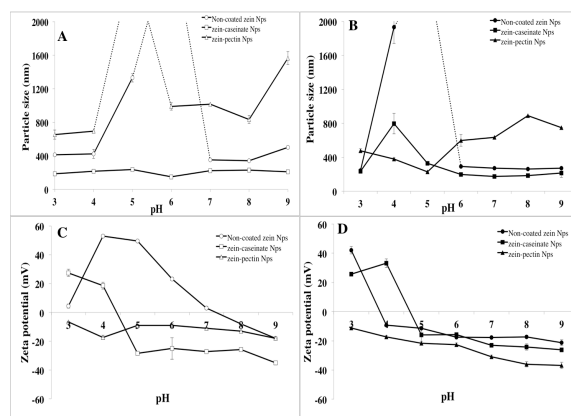 A
Non-coated zein Nps
zein-caseinate Nps
zein-pectin Nps
Particle size (nm)
2000
1600
1200
800
400
0
3 4 5 6 7 8 9
pH
B
Non-coated zein Nps
zein-caseinate Nps
zein-pectin Nps
Particle size (nm)
2000
1600
1200
800
400
0
3 4 5 6 7 8 9
pH
C
Non-coated zein Nps
zein-caseinate Nps
zein-pectin Nps
Zeta potential (mV)
60
40
20
0
-20
-40
-60
3 4 5 6 7 8 9
pH
D
Non-coated zein Nps
zein-caseinate Nps
zein-pectin Nps
Zeta potential (mV)
60
40
20
0
-20
-40
-60
3 4 5 6 7 8 9
pH